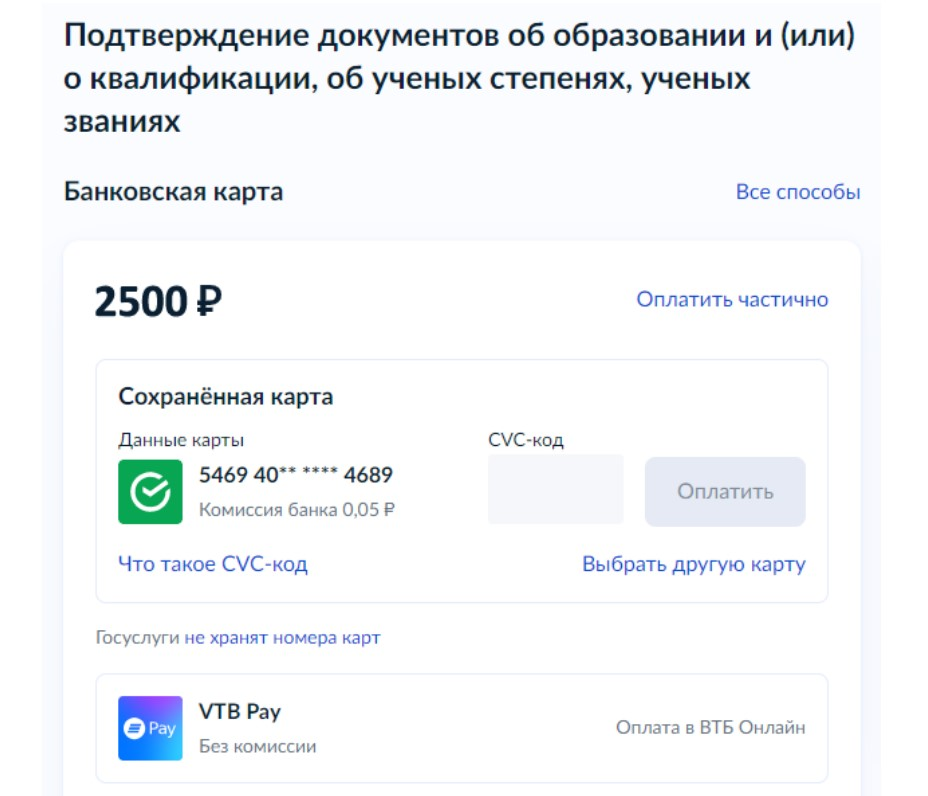 Подтверждение документов об образовании и (или)
о квалификации, об ученых степенях, ученых
званиях
Банковская карта
Все способы
2500 ₽
Оплатить частично
Сохранённая карта
Данные карты
CVC-код
5469 40** **** 4689
Комиссия банка 0,05 ₽
Оплатить
Что такое CVC-код
Выбрать другую карту
Госуслуги не хранят номера карт
Pay
VTB Pay
Без комиссии
Оплата в ВТБ Онлайн